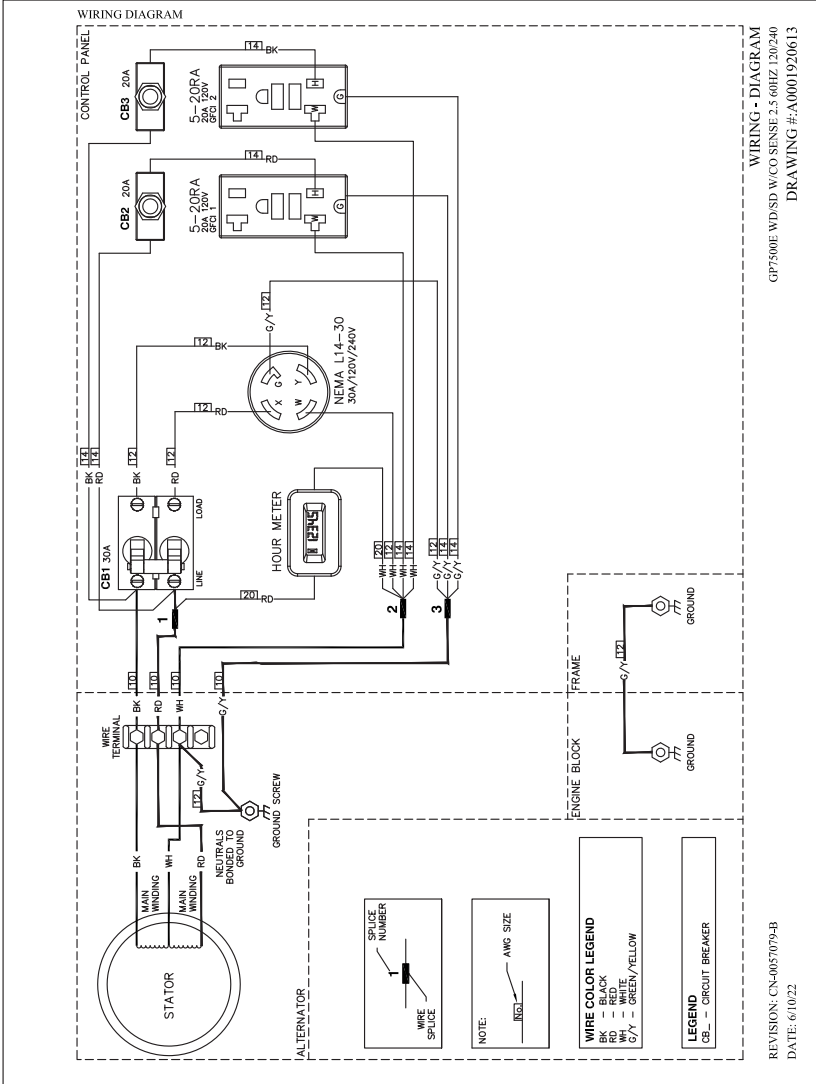 WIRING DIAGRAM
CONTROL PANEL
CB3 20A
14 BK
5-20RA
20A 120V
GFCI 2
H
W
G
CB2 20A
14 RD
5-20RA
20A 120V
GFCI 1
H
W
G
G/Y 12
12 BK
12 RD
G
Y
X
W
NEMA L14-30
30A/120V/240V
BK 14
RD 14
BK 12
RD 12
CB1 30A
LOAD
LINE
HOUR METER
12345
H
20 RD
1
WH 20
WH 12
WH 14
WH 14
2
G/Y 12
G/Y 14
G/Y 14
3
BK 10
RD 10
WH 10
G/Y 10
WIRE
TERMINAL
12 G/Y
GROUND SCREW
NEUTRALS
BONDED TO
GROUND
BK
WH
RD
MAIN
WINDING
MAIN
WINDING
STATOR
ALTERNATOR
FRAME
GROUND
G/Y 12
ENGINE BLOCK
GROUND
SPLICE
NUMBER
1
WIRE
SPLICE
NOTE:
No.
AWG SIZE
WIRE COLOR LEGEND
BK - BLACK
RD - RED
WH - WHITE
G/Y - GREEN/YELLOW
LEGEND
CB_ - CIRCUIT BREAKER
WIRING - DIAGRAM
GP7500E WD/SD W/CO SENSE 2.5 60HZ 120/240
DRAWING #:A0001920613
REVISION: CN-0057079-B
DATE: 6/10/22